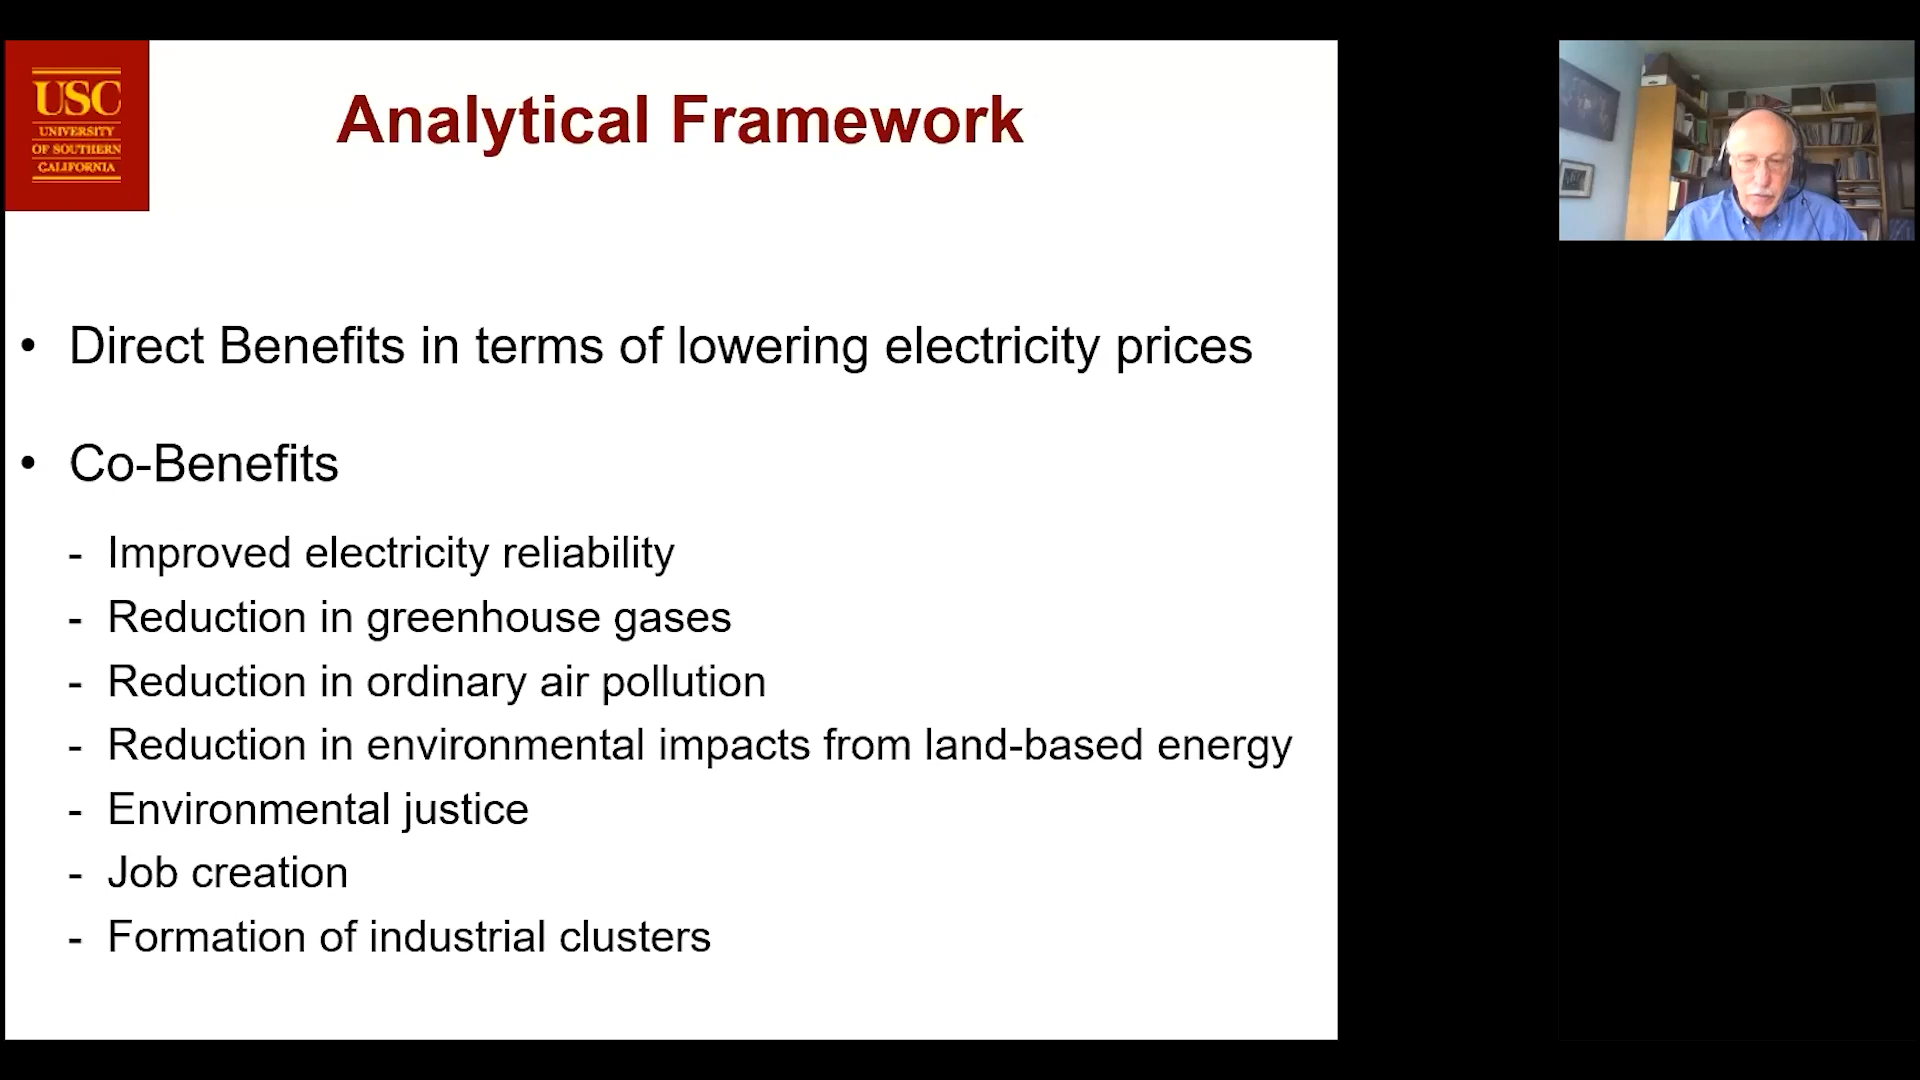 USC
UNIVERSITY
OF SOUTHERN
CALIFORNIA
Analytical Framework
• Direct Benefits in terms of lowering electricity prices
• Co-Benefits
- Improved electricity reliability
- Reduction in greenhouse gases
- Reduction in ordinary air pollution
- Reduction in environmental impacts from land-based energy
- Environmental justice
- Job creation
- Formation of industrial clusters